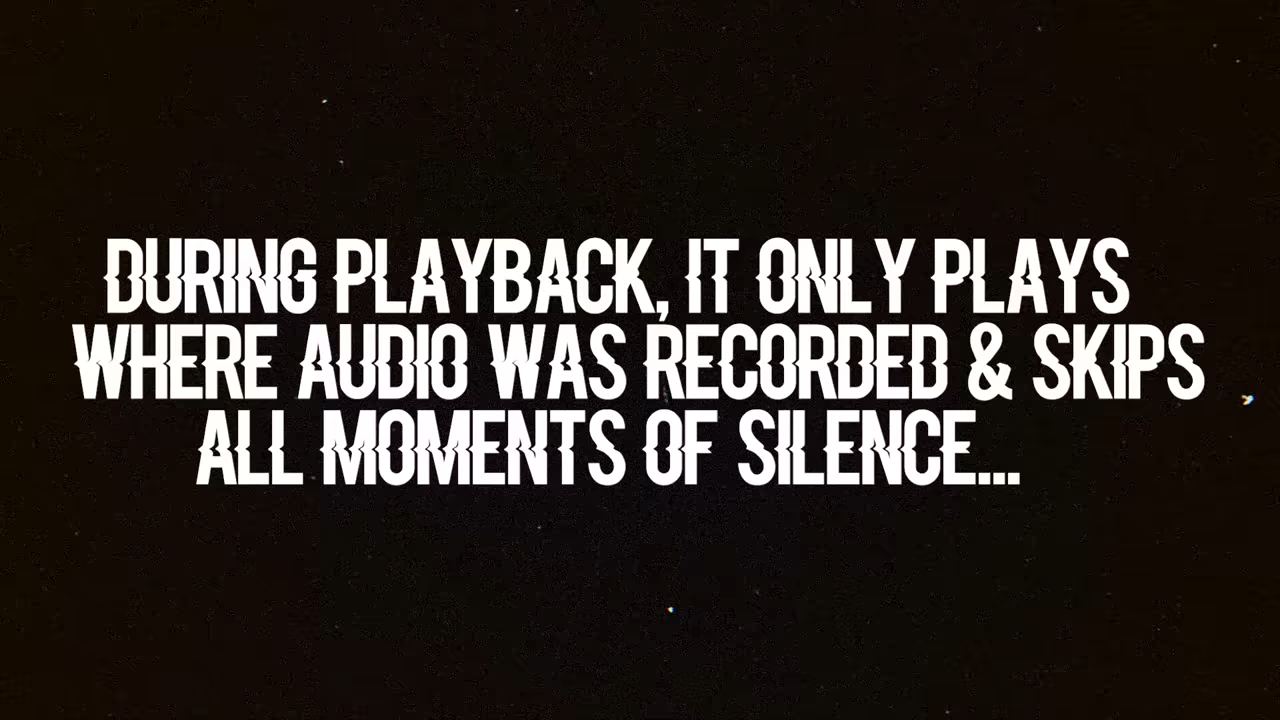 DURING PLAYBACK, IT ONLY PLAYS
WHERE AUDIO WAS RECORDED & SKIPS
ALL MOMENTS OF SILENCE...